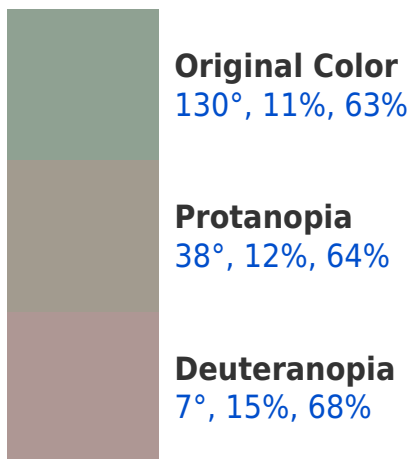 Original Color
130°, 11%, 63%
Protanopia
38°, 12%, 64%
Deuteranopia
7°, 15%, 68%